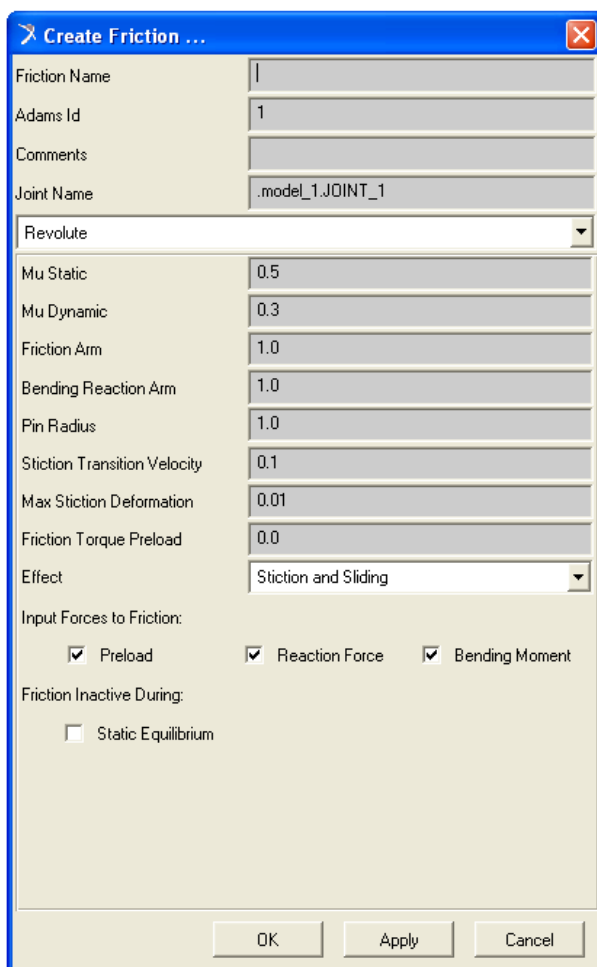 Create Friction ...
Friction Name
Adams Id 1
Comments
Joint Name .model_1.JOINT_1
Revolute
Mu Static 0.5
Mu Dynamic 0.3
Friction Arm 1.0
Bending Reaction Arm 1.0
Pin Radius 1.0
Stiction Transition Velocity 0.1
Max Stiction Deformation 0.01
Friction Torque Preload 0.0
Effect Stiction and Sliding
Input Forces to Friction:
Preload Reaction Force Bending Moment
Friction Inactive During:
Static Equilibrium
OK Apply Cancel